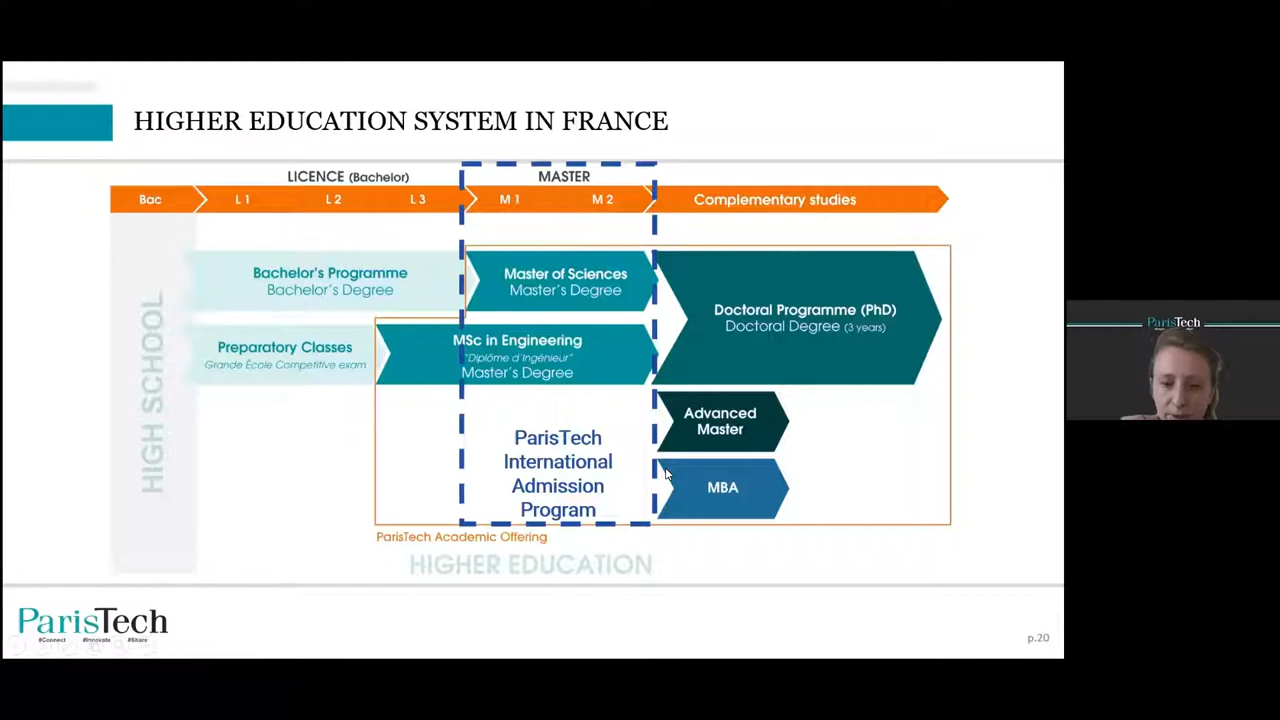 HIGHER EDUCATION SYSTEM IN FRANCE
LICENCE (Bachelor)
MASTER
Bac
L 1
L 2
L 3
M 1
M 2
Complementary studies
HIGH SCHOOL
Bachelor's Programme
Bachelor's Degree
Master of Sciences
Master's Degree
Doctoral Programme (PhD)
Doctoral Degree (3 years)
Preparatory Classes
Grande École Competitive exam
MSc in Engineering
"Diplôme d'Ingénieur"
Master's Degree
Advanced
Master
ParisTech
International
Admission
Program
MBA
ParisTech Academic Offering
HIGHER EDUCATION
ParisTech
#Connect #Innovate #Share
p.20
ParisTech